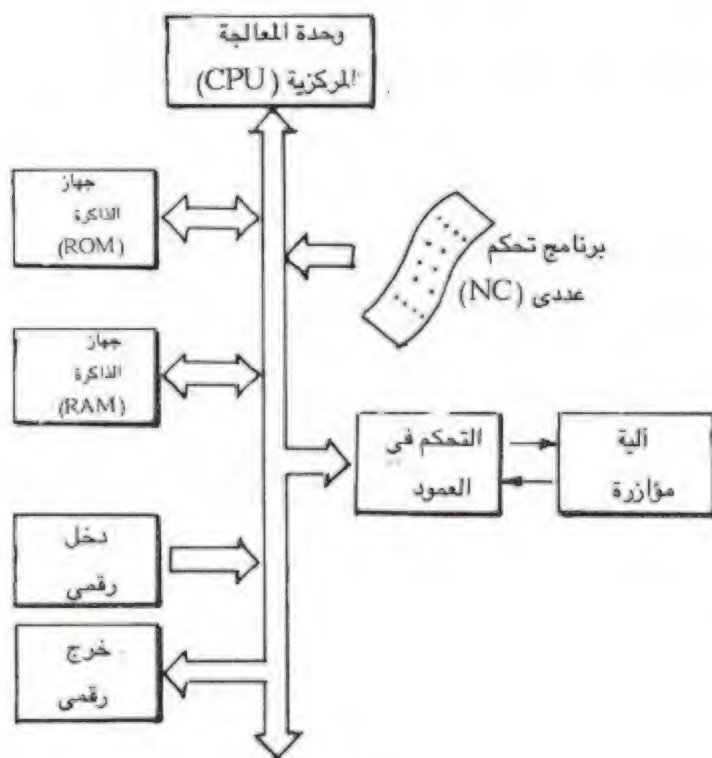 وحدة المعالجة
المركزية (CPU)
جهاز
الذاكرة
(ROM)
برنامج تحكم
عددى (NC)
جهاز
الذاكرة
(RAM)
التحكم في
العمود
آلية
مؤازرة
دخل
رقمى
خرج
رقمى